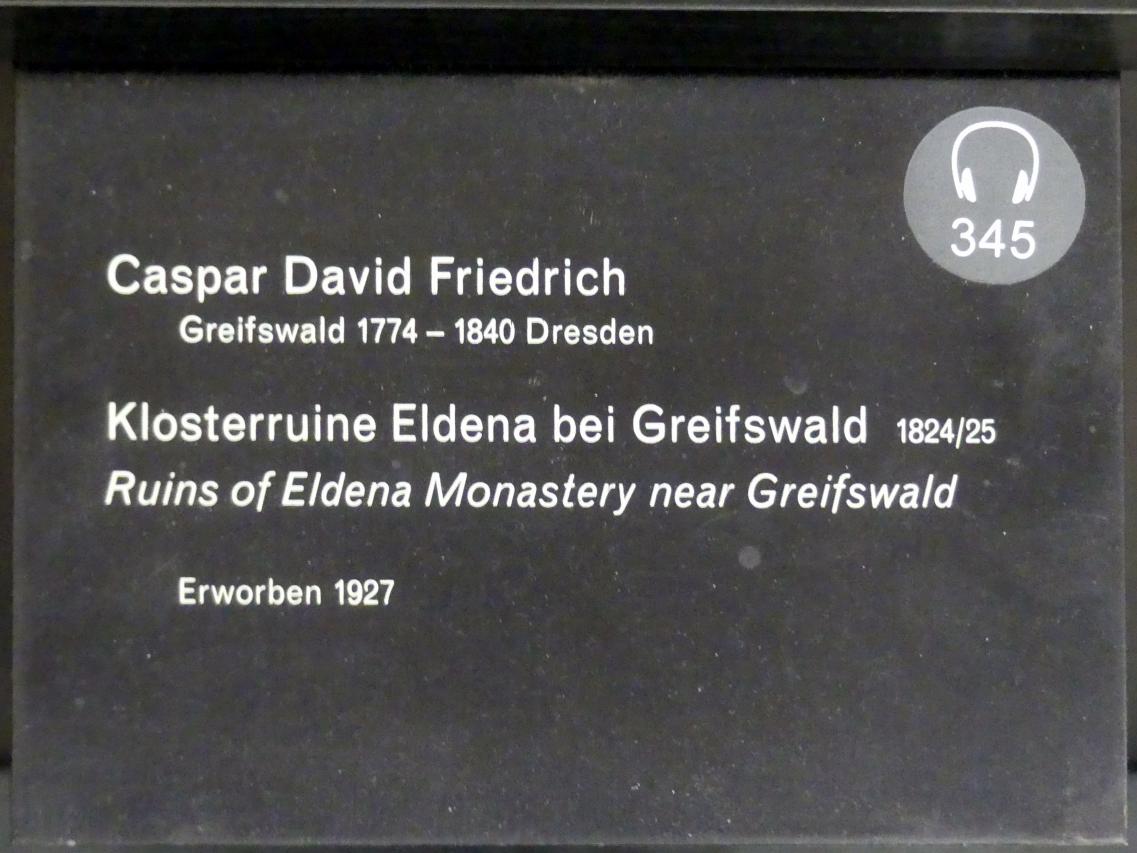 345
Caspar David Friedrich
Greifswald 1774 – 1840 Dresden
Klosterruine Eldena bei Greifswald 1824/25
Ruins of Eldena Monastery near Greifswald
Erworben 1927